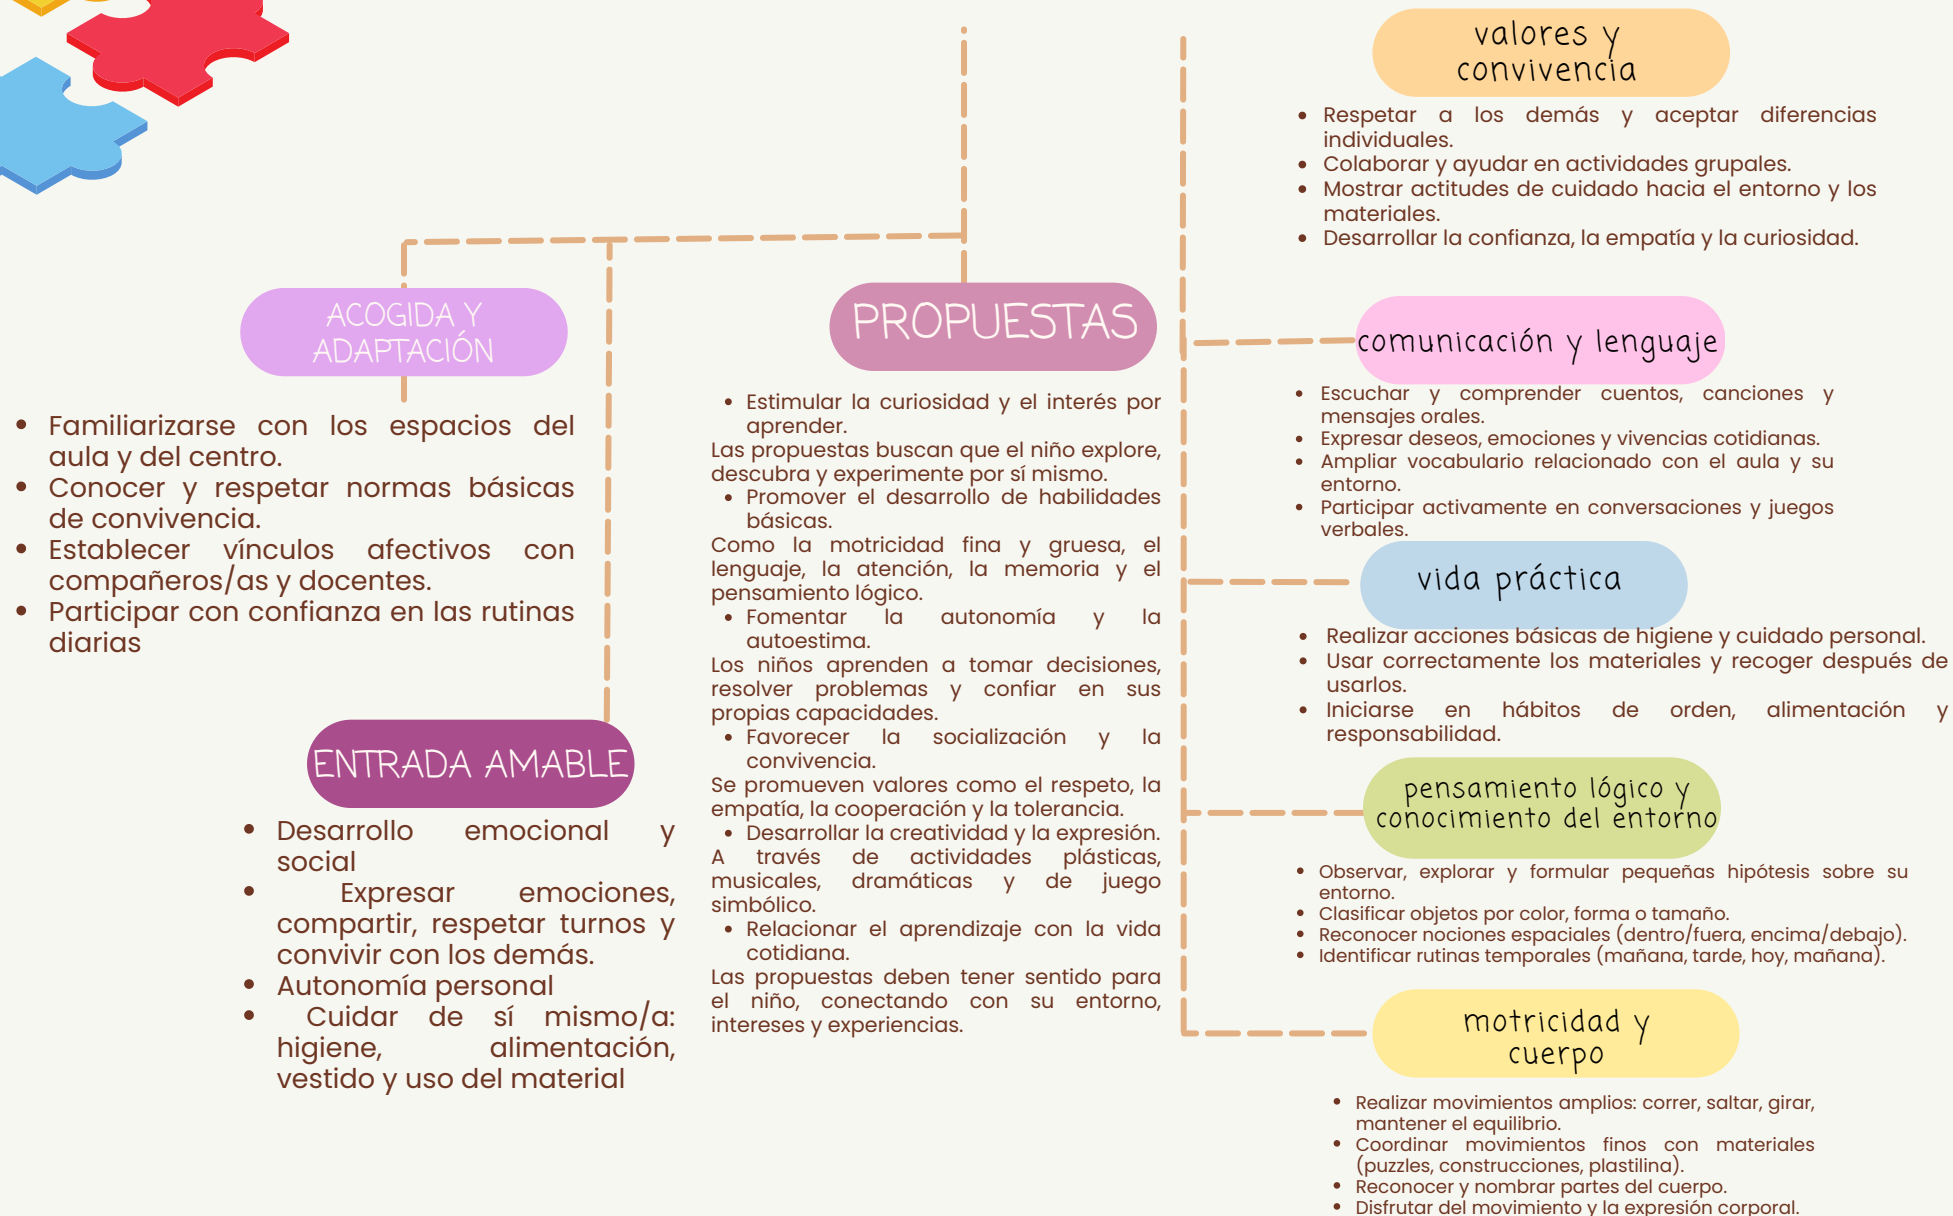 ACOGIDA Y
ADAPTACIÓN
• Familiarizarse con los espacios del
aula y del centro.
• Conocer y respetar normas básicas
de convivencia.
• Establecer vínculos afectivos con
compañeros/as y docentes.
• Participar con confianza en las rutinas
diarias
ENTRADA AMABLE
• Desarrollo emocional y
social
• Expresar emociones,
compartir, respetar turnos y
convivir con los demás.
• Autonomía personal
• Cuidar de sí mismo/a:
higiene, alimentación,
vestido y uso del material
PROPUESTAS
• Estimular la curiosidad y el interés por
aprender.
Las propuestas buscan que el niño explore,
descubra y experimente por sí mismo.
• Promover el desarrollo de habilidades
básicas.
Como la motricidad fina y gruesa, el
lenguaje, la atención, la memoria y el
pensamiento lógico.
• Fomentar la autonomía y la
autoestima.
Los niños aprenden a tomar decisiones,
resolver problemas y confiar en sus
propias capacidades.
• Favorecer la socialización y la
convivencia.
Se promueven valores como el respeto, la
empatía, la cooperación y la tolerancia.
• Desarrollar la creatividad y la expresión.
A través de actividades plásticas,
musicales, dramáticas y de juego
simbólico.
• Relacionar el aprendizaje con la vida
cotidiana.
Las propuestas deben tener sentido para
el niño, conectando con su entorno,
intereses y experiencias.
valores y
convivencia
• Respetar a los demás y aceptar diferencias
individuales.
• Colaborar y ayudar en actividades grupales.
• Mostrar actitudes de cuidado hacia el entorno y los
materiales.
• Desarrollar la confianza, la empatía y la curiosidad.
comunicación y lenguaje
• Escuchar y comprender cuentos, canciones y
mensajes orales.
• Expresar deseos, emociones y vivencias cotidianas.
• Ampliar vocabulario relacionado con el aula y su
entorno.
• Participar activamente en conversaciones y juegos
verbales.
vida práctica
• Realizar acciones básicas de higiene y cuidado personal.
• Usar correctamente los materiales y recoger después de
usarlos.
• Iniciarse en hábitos de orden, alimentación y
responsabilidad.
pensamiento lógico y
conocimiento del entorno
• Observar, explorar y formular pequeñas hipótesis sobre su
entorno.
• Clasificar objetos por color, forma o tamaño.
• Reconocer nociones espaciales (dentro/fuera, encima/debajo).
• Identificar rutinas temporales (mañana, tarde, hoy, mañana).
motricidad y
cuerpo
• Realizar movimientos amplios: correr, saltar, girar,
mantener el equilibrio.
• Coordinar movimientos finos con materiales
(puzzles, construcciones, plastilina).
• Reconocer y nombrar partes del cuerpo.
• Disfrutar del movimiento y la expresión corporal.